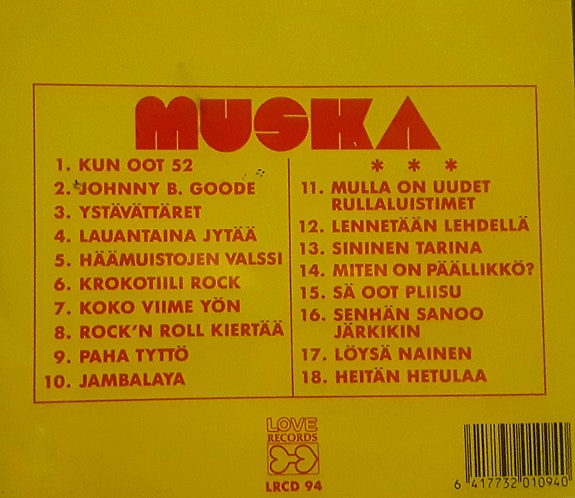 MUSKA
1. KUN OOT 52
2. JOHNNY B. GOODE
3. YSTÄVÄTTÄRET
4. LAUANTAINA JYTÄÄ
5. HÄÄMUISTOJEN VALSSI
6. KROKOTIILI ROCK
7. KOKO VIIME YÖN
8. ROCK'N ROLL KIERTÄÄ
9. PAHA TYTTÖ
10. JAMBALAYA
* * *
11. MULLA ON UUDET
RULLALUISTIMET
12. LENNETÄÄN LEHDELLÄ
13. SININEN TARINA
14. MITEN ON PÄÄLLIKKÖ?
15. SÄ OOT PLIISU
16. SENHÄN SANOO
JÄRKIKIN
17. LÖYSÄ NAINEN
18. HEITÄN HETULAA
LOVE
RECORDS
LRCD 94
6 417732 010940